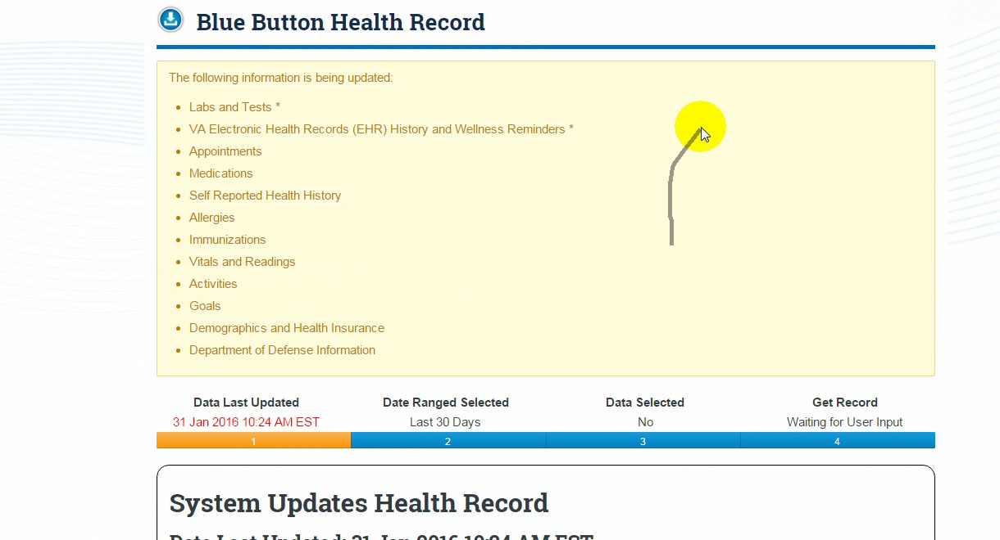 Blue Button Health Record
The following information is being updated:
Labs and Tests *
VA Electronic Health Records (EHR) History and Wellness Reminders *
Appointments
Medications
Self Reported Health History
Allergies
Immunizations
Vitals and Readings
Activities
Goals
Demographics and Health Insurance
Department of Defense Information
Data Last Updated Date Ranged Selected Data Selected Get Record
31 Jan 2016 10:24 AM EST Last 30 Days No Waiting for User Input
1 2 3 4
System Updates Health Record
Data Last Updated: 31 Jan 2016 10:24 AM EST